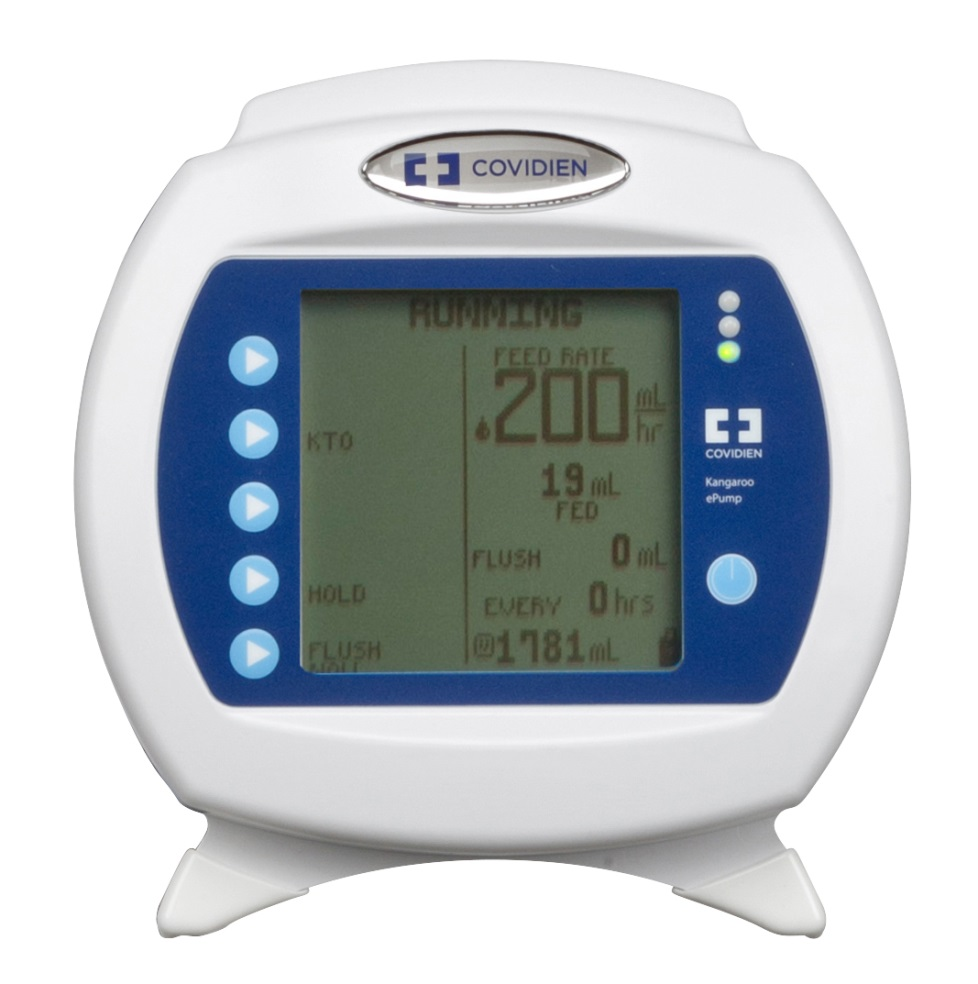 COVIDIEN
RUNNING
FEED RATE
200 mL/hr
KTO
19 mL
FED
FLUSH 0 mL
HOLD
EVERY 0 hrs
FLUSH
NOW
1781 mL
COVIDIEN
Kangaroo
ePump